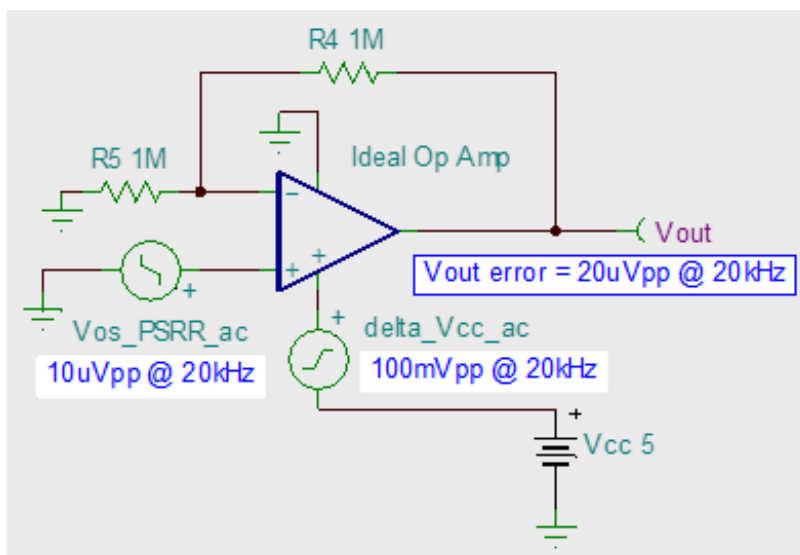 R4 1M
R5 1M
Ideal Op Amp
Vout
Vout error = 20uVpp @ 20kHz
Vos_PSRR_ac
10uVpp @ 20kHz
delta_Vcc_ac
100mVpp @ 20kHz
Vcc 5